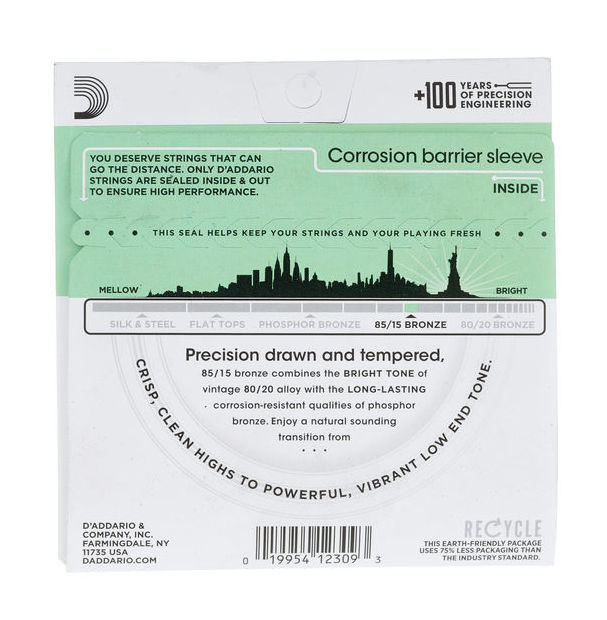 +100 YEARS
OF PRECISION
ENGINEERING
YOU DESERVE STRINGS THAT CAN
GO THE DISTANCE. ONLY D'ADDARIO
STRINGS ARE SEALED INSIDE & OUT
TO ENSURE HIGH PERFORMANCE.
Corrosion barrier sleeve
INSIDE
THIS SEAL HELPS KEEP YOUR STRINGS AND YOUR PLAYING FRESH
MELLOW
BRIGHT
SILK & STEEL FLAT TOPS PHOSPHOR BRONZE 85/15 BRONZE 80/20 BRONZE
Precision drawn and tempered,
85/15 bronze combines the BRIGHT TONE of
vintage 80/20 alloy with the LONG-LASTING
corrosion-resistant qualities of phosphor
bronze. Enjoy a natural sounding
transition from
• • •
CRISP, CLEAN HIGHS TO POWERFUL, VIBRANT LOW END TONE.
D'ADDARIO &
COMPANY, INC.
FARMINGDALE, NY
11735 USA
DADDARIO.COM
0 19954 12309 3
RECYCLE
THIS EARTH-FRIENDLY PACKAGE
USES 75% LESS PACKAGING THAN
THE INDUSTRY STANDARD.